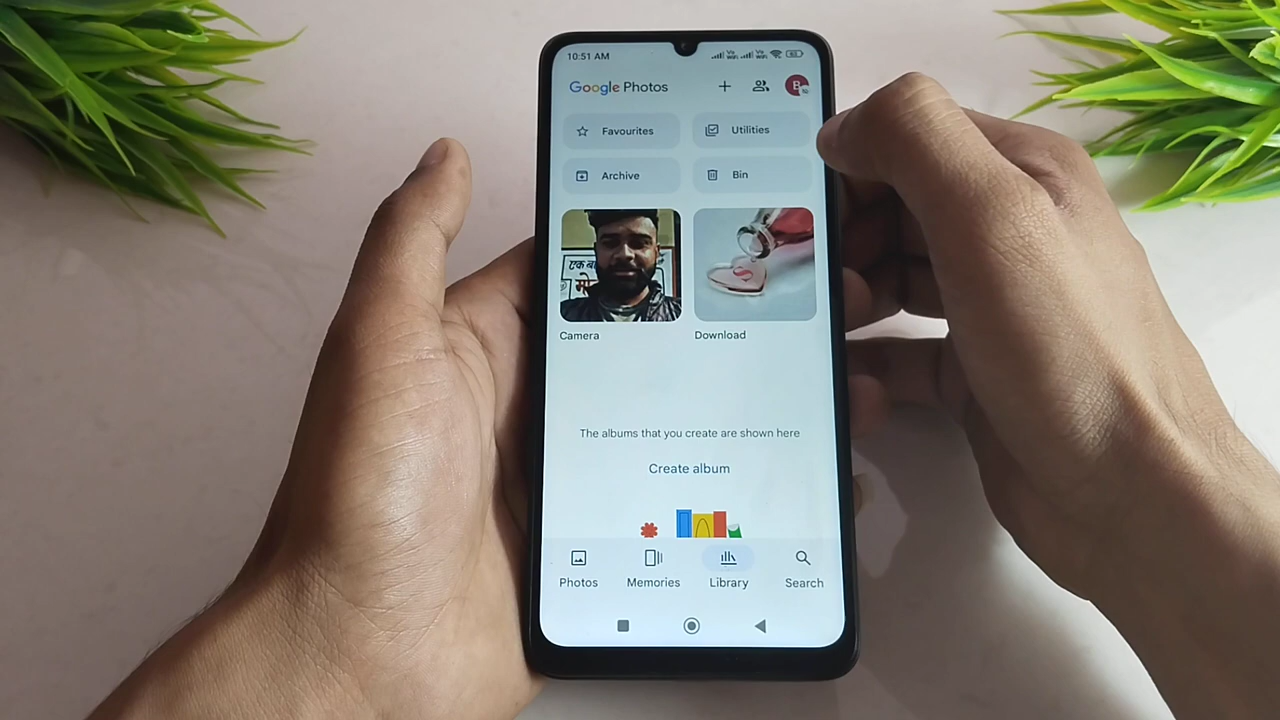 10:51 AM
Google Photos
Favourites
Utilities
Archive
Bin
एक बा
Camera
Download
The albums that you create are shown here
Create album
Photos
Memories
Library
Search